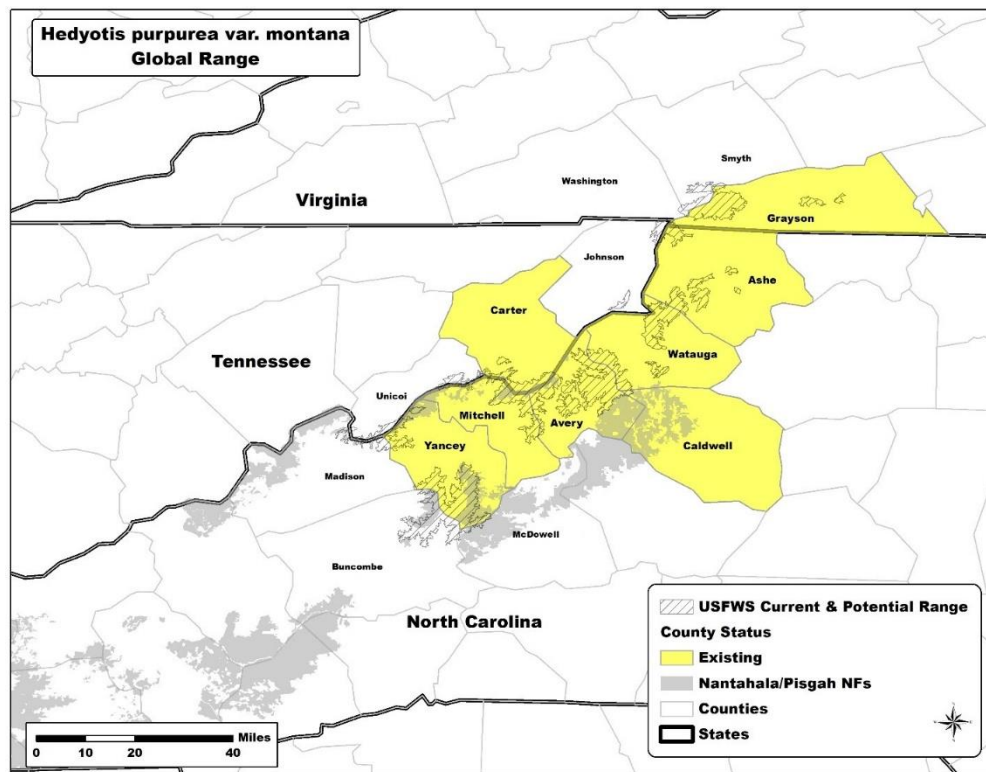 Hedyotis purpurea var. montana
Global Range
Smyth
Washington
Virginia
Grayson
Johnson
Ashe
Carter
Tennessee
Watauga
Unicoi
Mitchell
Avery
Yancey
Caldwell
Madison
McDowell
Buncombe
North Carolina
USFWS Current & Potential Range
County Status
Existing
Nantahala/Pisgah NFs
Counties
States
Miles
0 10 20 40